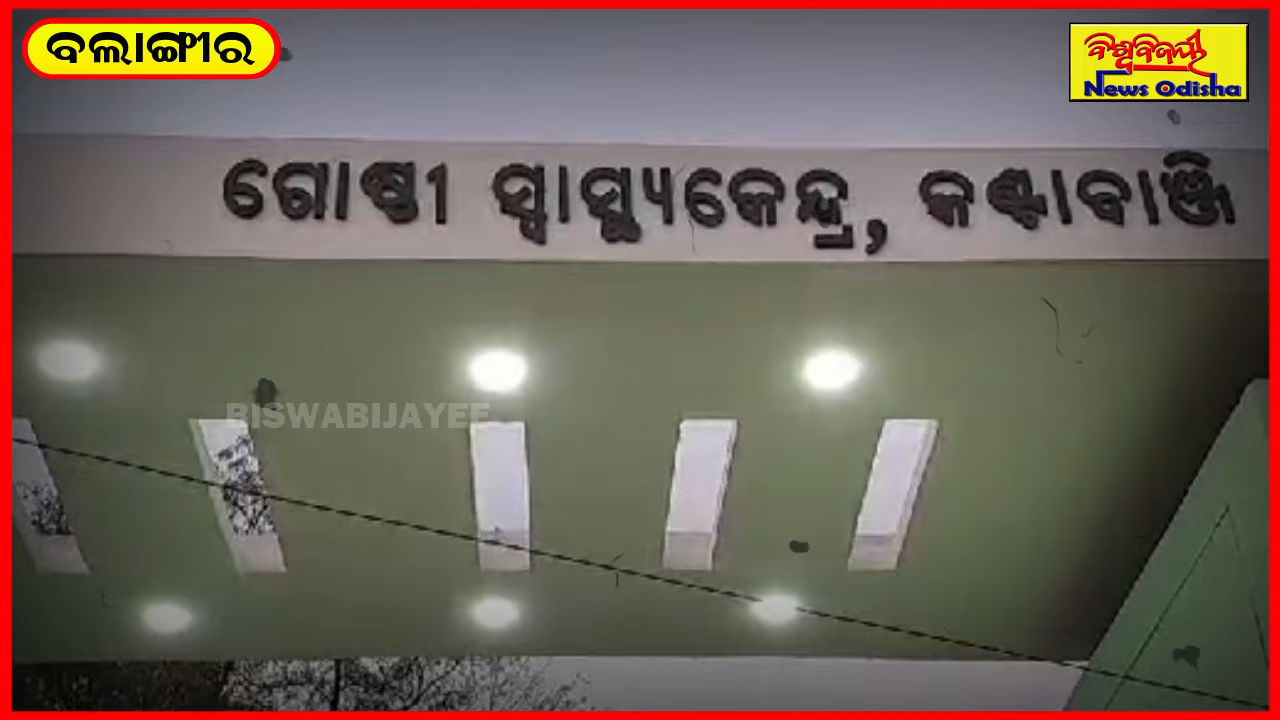 ବଲାଙ୍ଗୀର
ବିଶ୍ୱବିଜୟୀ
News Odisha
ଗୋଷ୍ଠୀ ସ୍ୱାସ୍ଥ୍ୟକେନ୍ଦ୍ର, କଣ୍ଟାବାଞ୍ଜି
BISWABIJAYEE